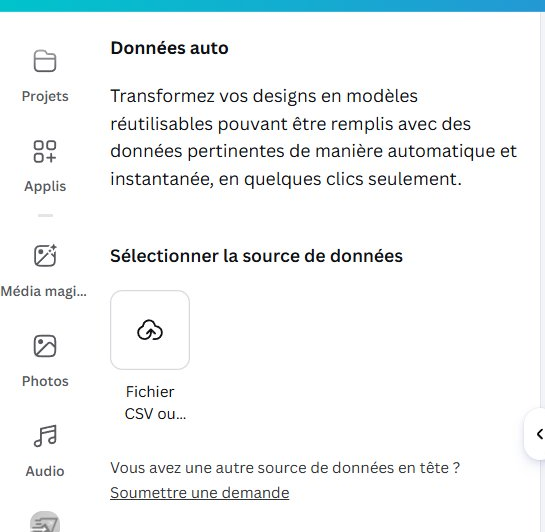 Données auto
Projets
Transformez vos designs en modèles
réutilisables pouvant être remplis avec des
données pertinentes de manière automatique et
instantanée, en quelques clics seulement.
Applis
Sélectionner la source de données
Média magi...
Photos
Fichier
CSV ou...
Audio
Vous avez une autre source de données en tête ?
Soumettre une demande